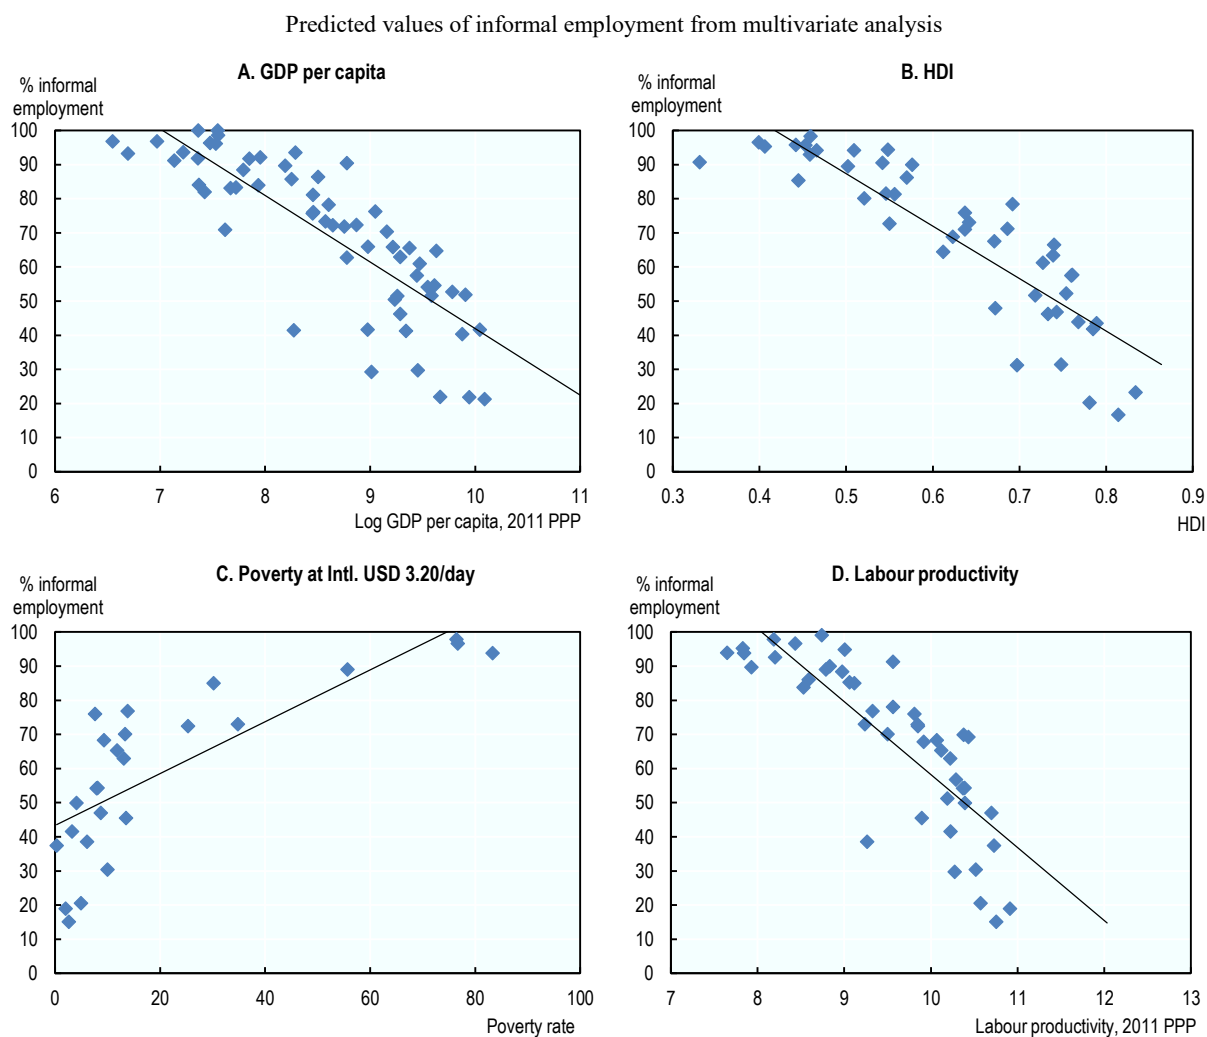 Predicted values of informal employment from multivariate analysis
A. GDP per capita
% informal
employment
100
90
80
70
60
50
40
30
20
10
0
6 7 8 9 10 11
Log GDP per capita, 2011 PPP
B. HDI
% informal
employment
100
90
80
70
60
50
40
30
20
10
0
0.3 0.4 0.5 0.6 0.7 0.8 0.9
HDI
C. Poverty at Intl. USD 3.20/day
% informal
employment
100
90
80
70
60
50
40
30
20
10
0
0 20 40 60 80 100
Poverty rate
D. Labour productivity
% informal
employment
100
90
80
70
60
50
40
30
20
10
0
7 8 9 10 11 12 13
Labour productivity, 2011 PPP